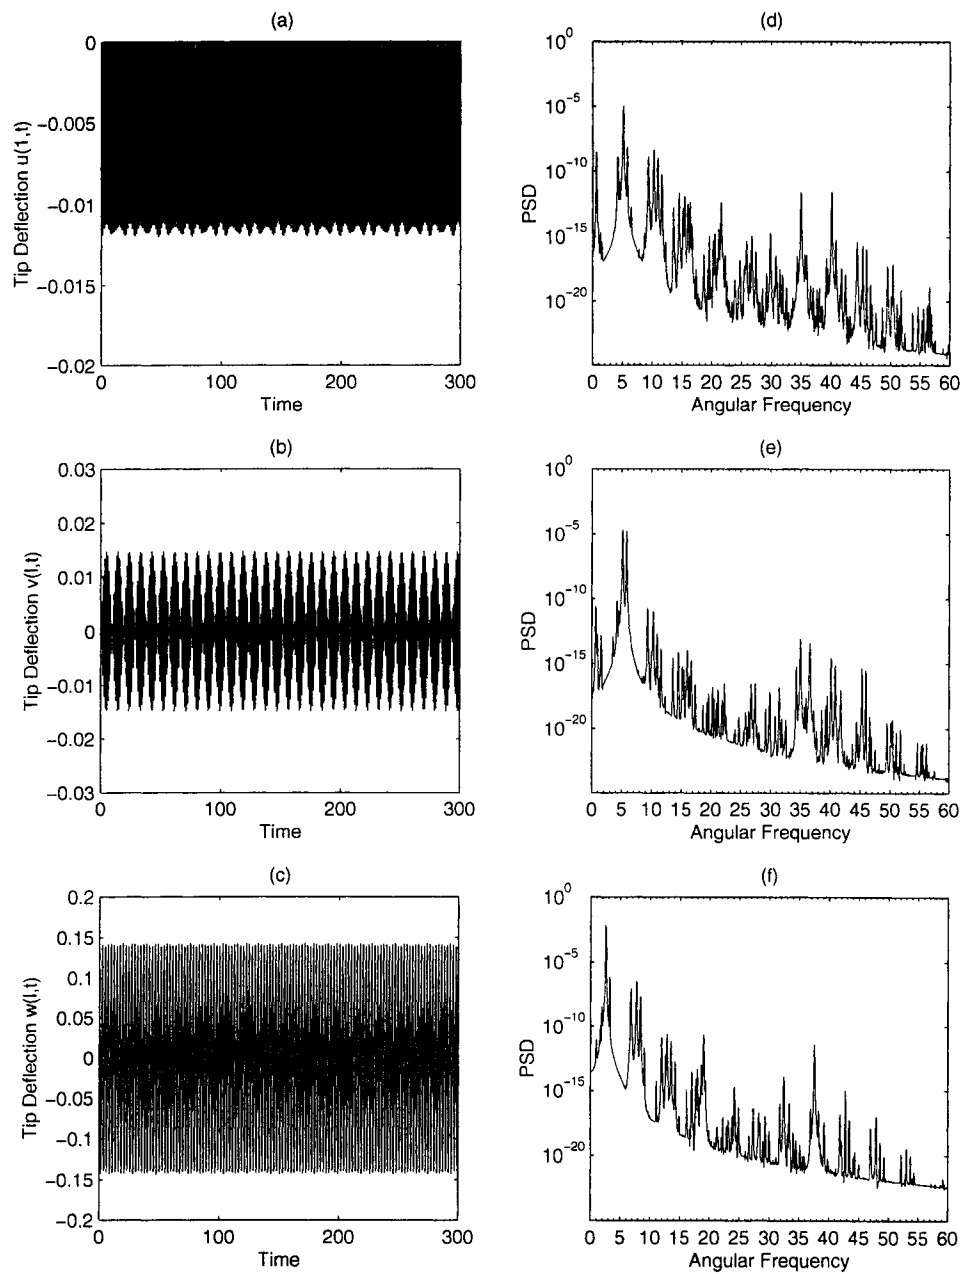 (a)
0
−0.005
−0.01
−0.015
−0.02
0 100 200 300
Time
Tip Deflection u(1,t)
(d)
10^0
10^-5
10^-10
10^-15
10^-20
0 5 10 15 20 25 30 35 40 45 50 55 60
Angular Frequency
PSD
(b)
0.03
0.02
0.01
0
−0.01
−0.02
−0.03
0 100 200 300
Time
Tip Deflection v(l,t)
(e)
10^0
10^-5
10^-10
10^-15
10^-20
0 5 10 15 20 25 30 35 40 45 50 55 60
Angular Frequency
PSD
(c)
0.2
0.15
0.1
0.05
0
−0.05
−0.1
−0.15
−0.2
0 100 200 300
Time
Tip Deflection w(l,t)
(f)
10^0
10^-5
10^-10
10^-15
10^-20
0 5 10 15 20 25 30 35 40 45 50 55 60
Angular Frequency
PSD